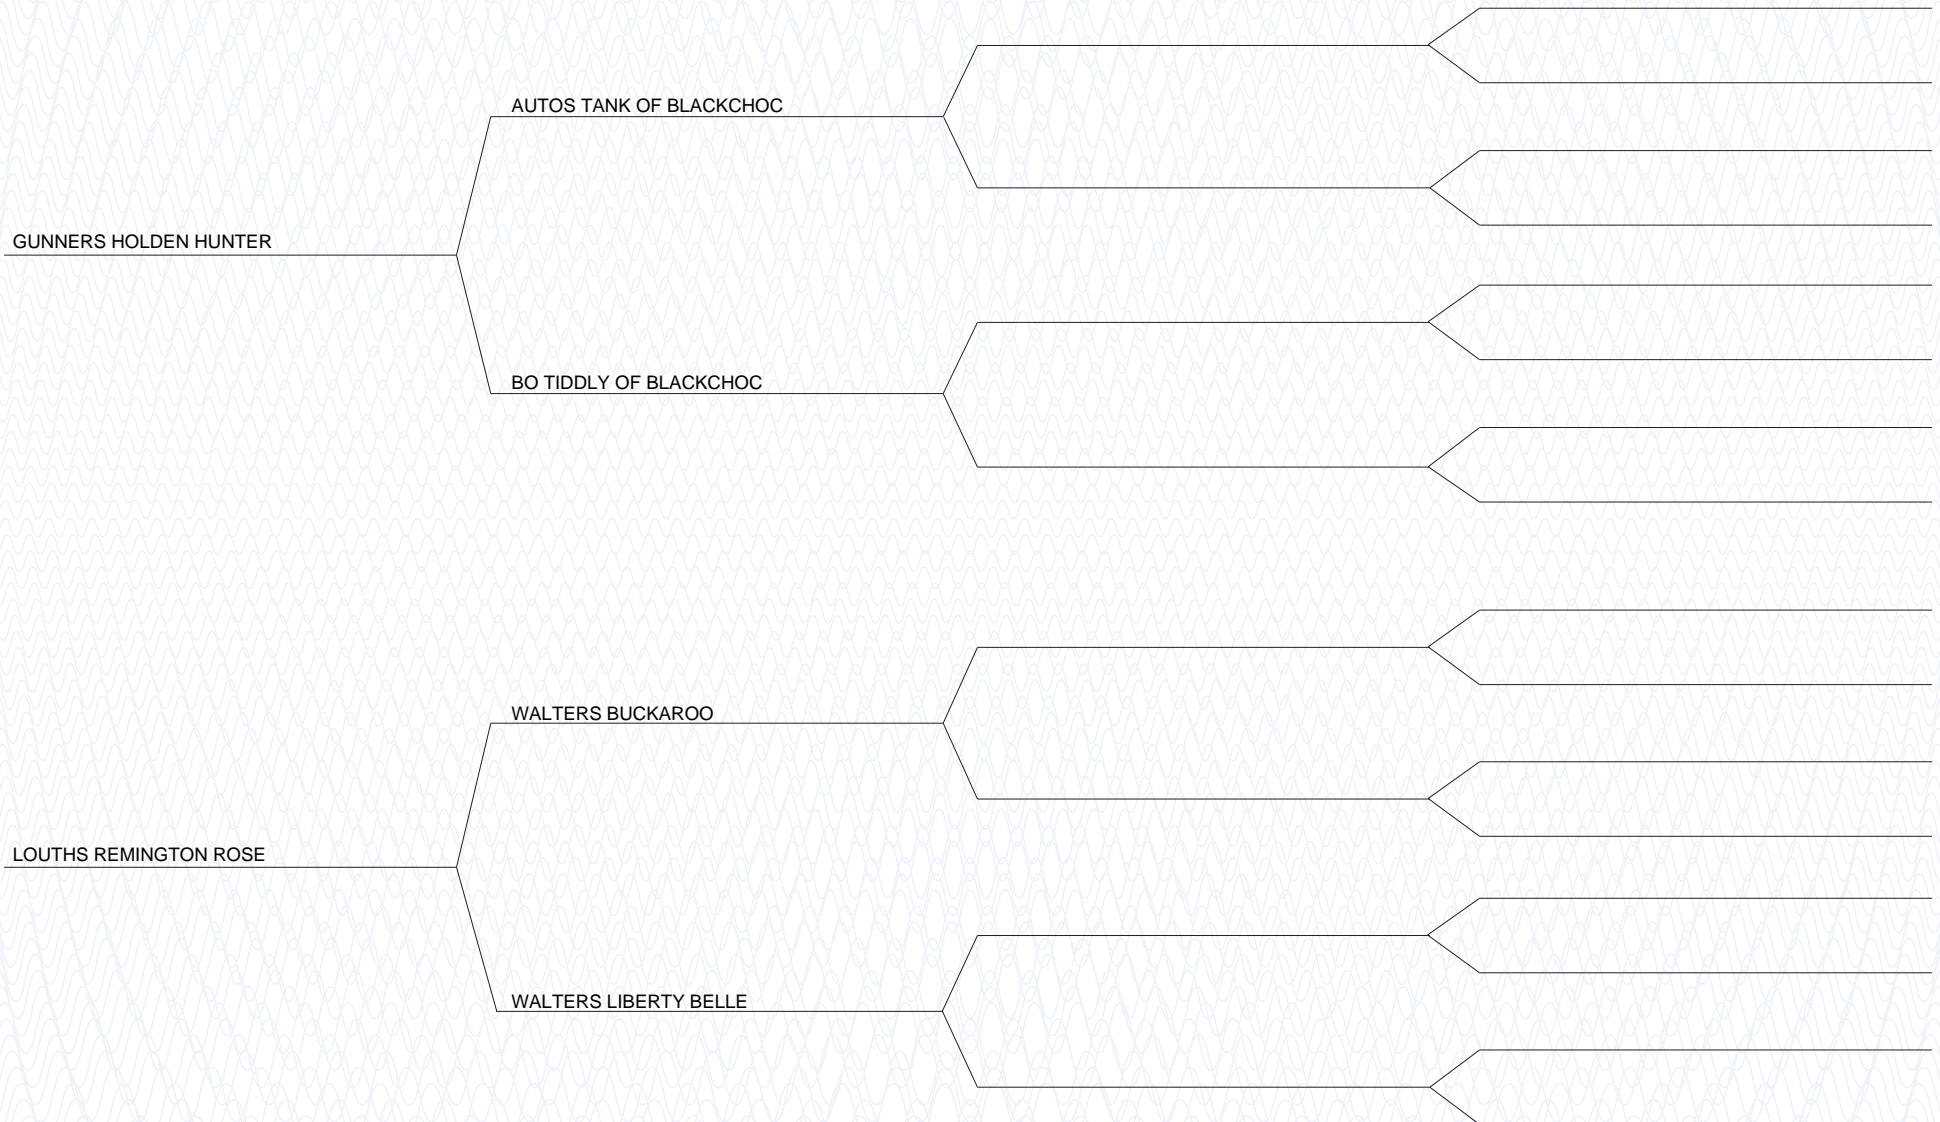 AUTOS TANK OF BLACKCHOC
GUNNERS HOLDEN HUNTER
BO TIDDLY OF BLACKCHOC
WALTERS BUCKAROO
LOUTHS REMINGTON ROSE
WALTERS LIBERTY BELLE